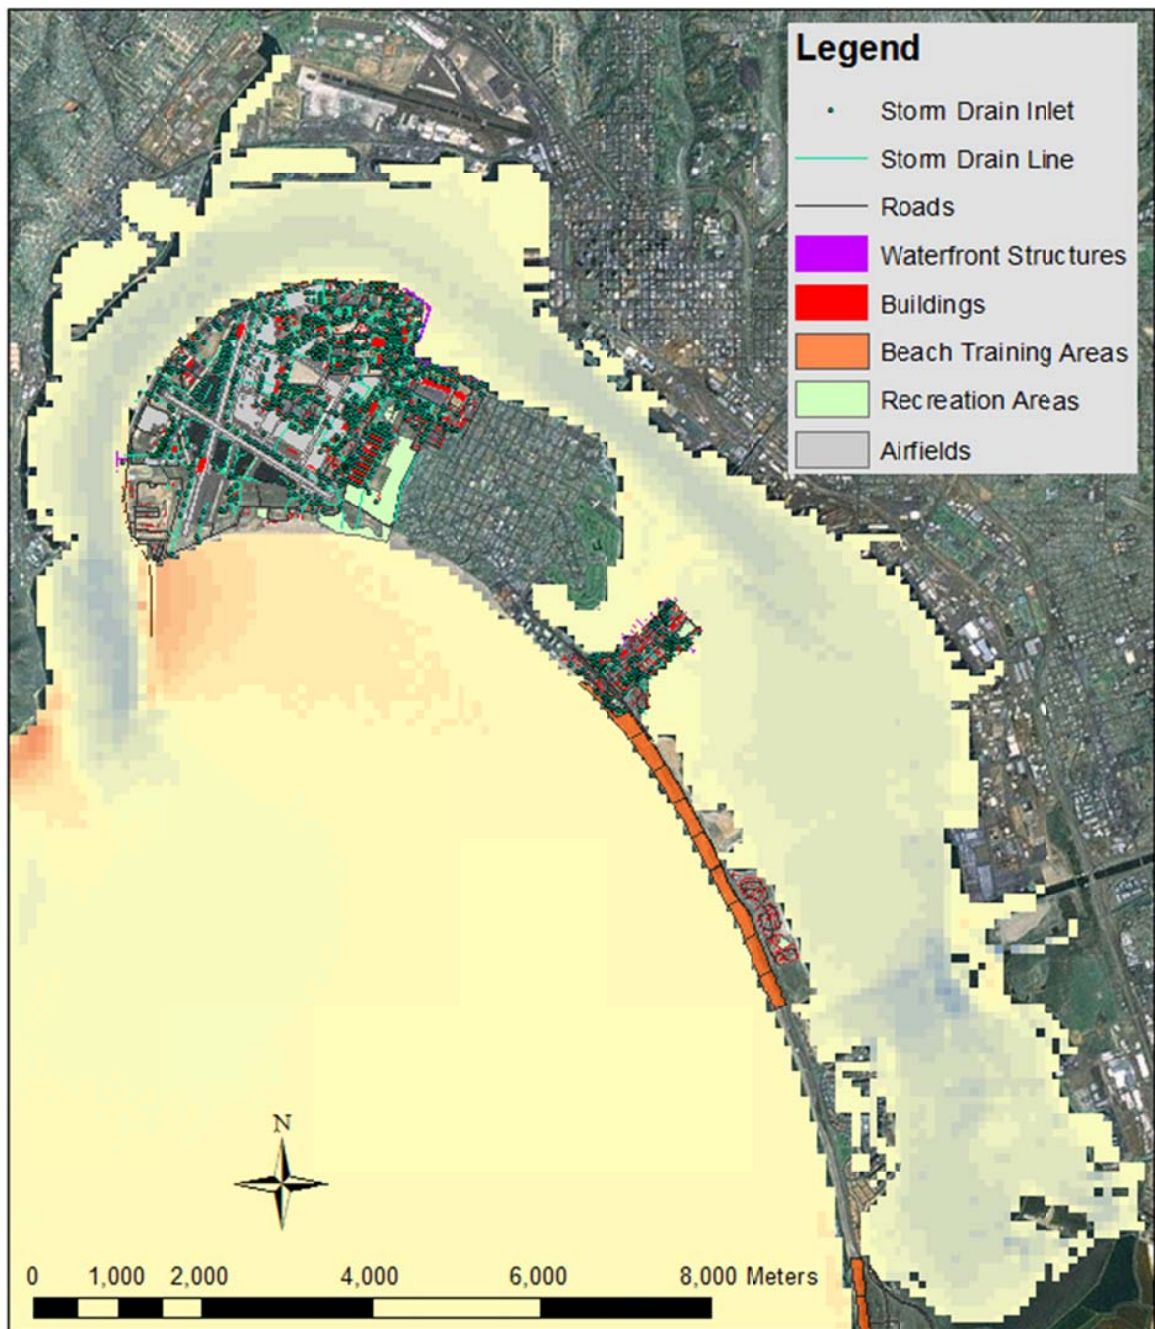 Legend
Storm Drain Inlet
Storm Drain Line
Roads
Waterfront Structures
Buildings
Beach Training Areas
Recreation Areas
Airfields
N
0 1,000 2,000 4,000 6,000 8,000 Meters